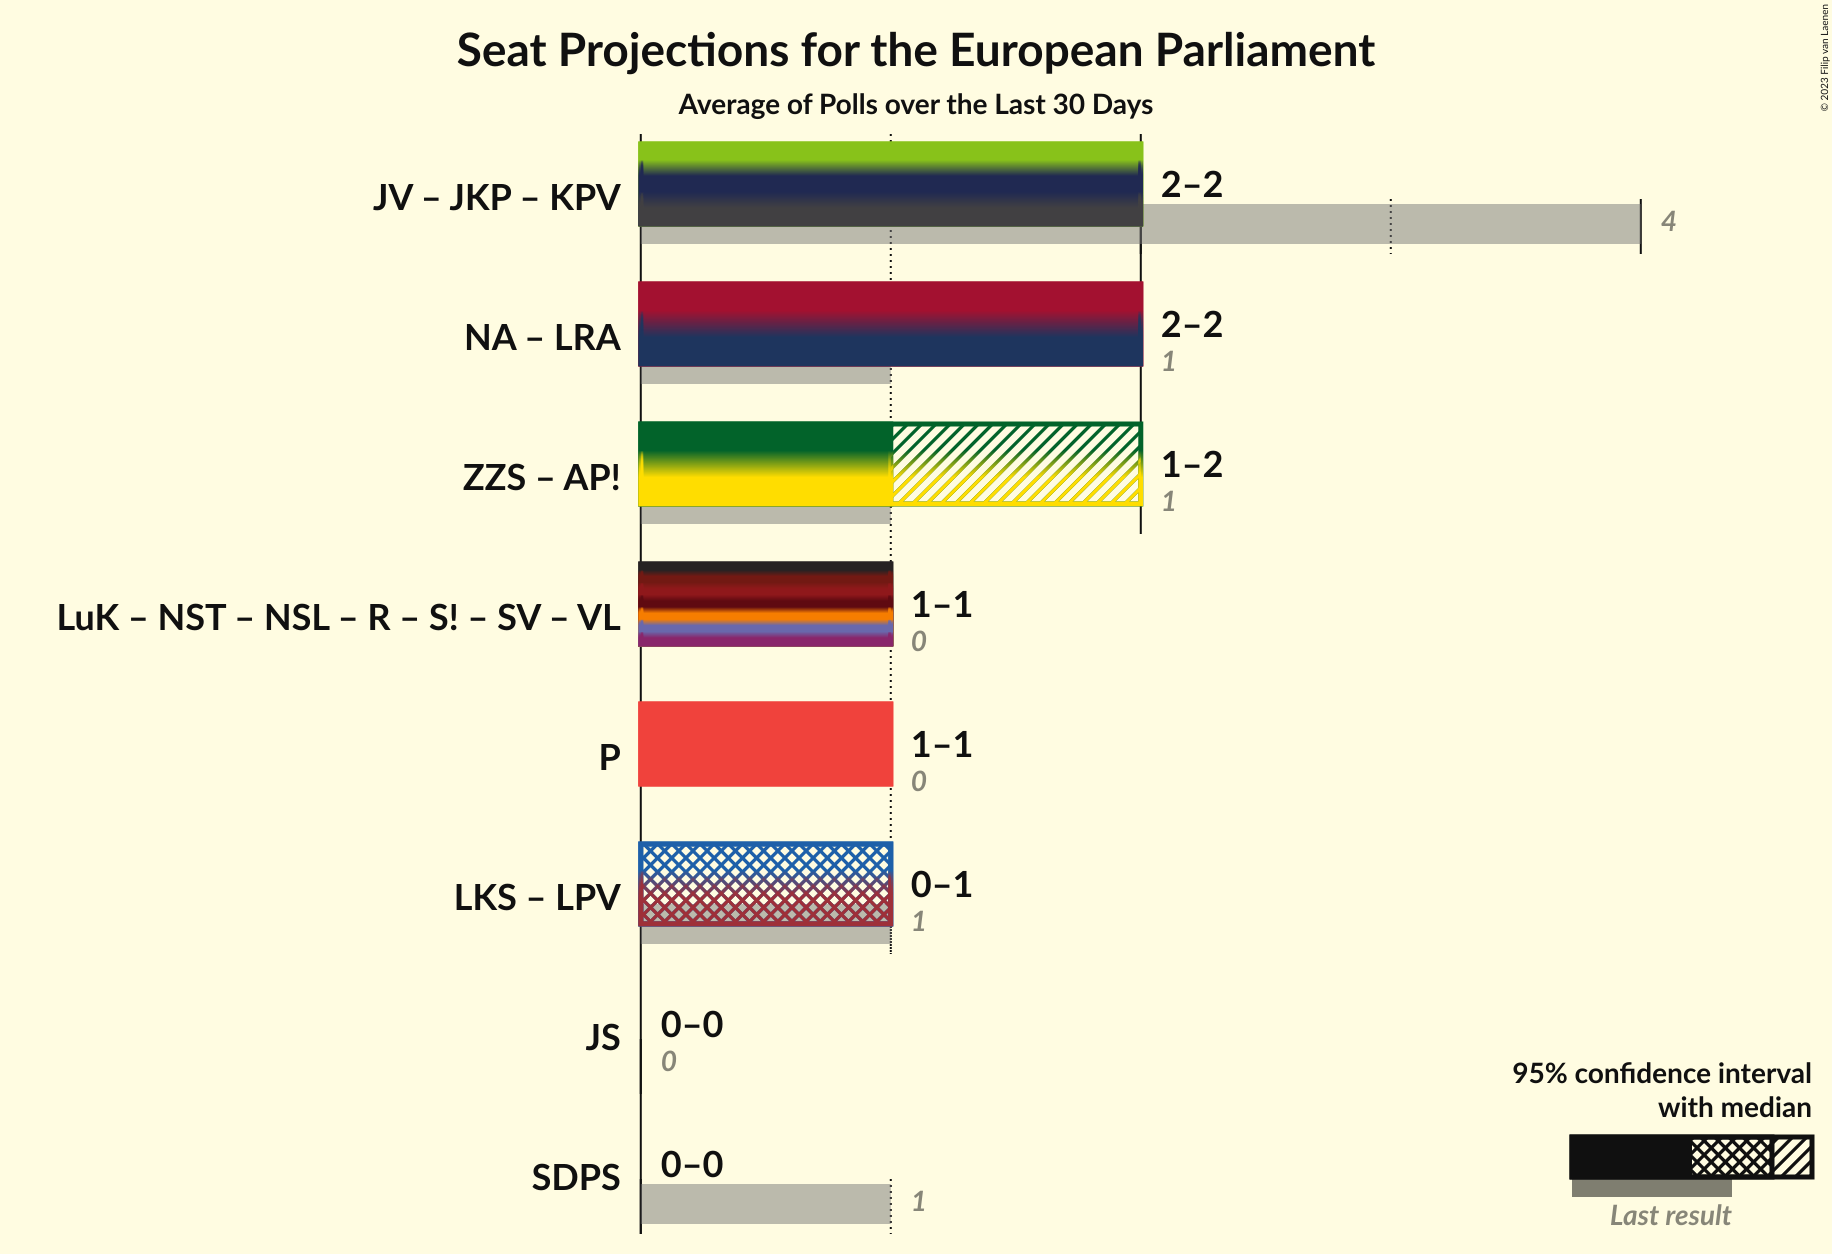 Seat Projections for the European Parliament
Average of Polls over the Last 30 Days
© 2023 Filip van Laenen
JV – JKP – KPV
2–2
4
NA – LRA
2–2
1
ZZS – AP!
1–2
1
LuK – NST – NSL – R – S! – SV – VL
1–1
0
P
1–1
0
LKS – LPV
0–1
1
JS
0–0
0
SDPS
0–0
1
95% confidence interval
with median
Last result